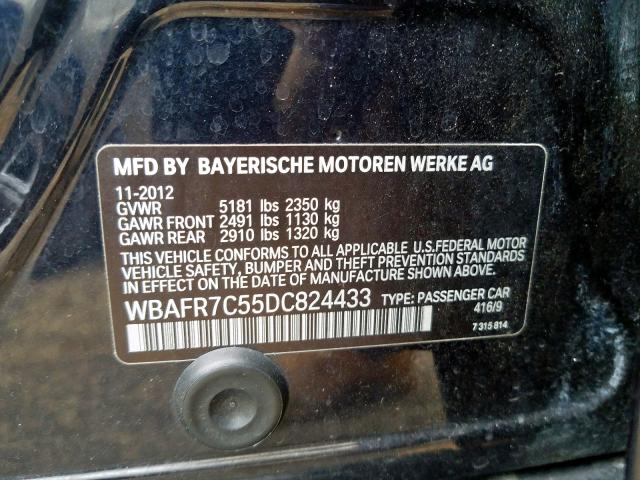 MFD BY BAYERISCHE MOTOREN WERKE AG
11-2012
GVWR 5181 lbs 2350 kg
GAWR FRONT 2491 lbs 1130 kg
GAWR REAR 2910 lbs 1320 kg
THIS VEHICLE CONFORMS TO ALL APPLICABLE U.S.FEDERAL MOTOR
VEHICLE SAFETY, BUMPER AND THEFT PREVENTION STANDARDS
IN EFFECT ON THE DATE OF MANUFACTURE SHOWN ABOVE.
WBAFR7C55DC824433 TYPE: PASSENGER CAR
416/9
7 315 814